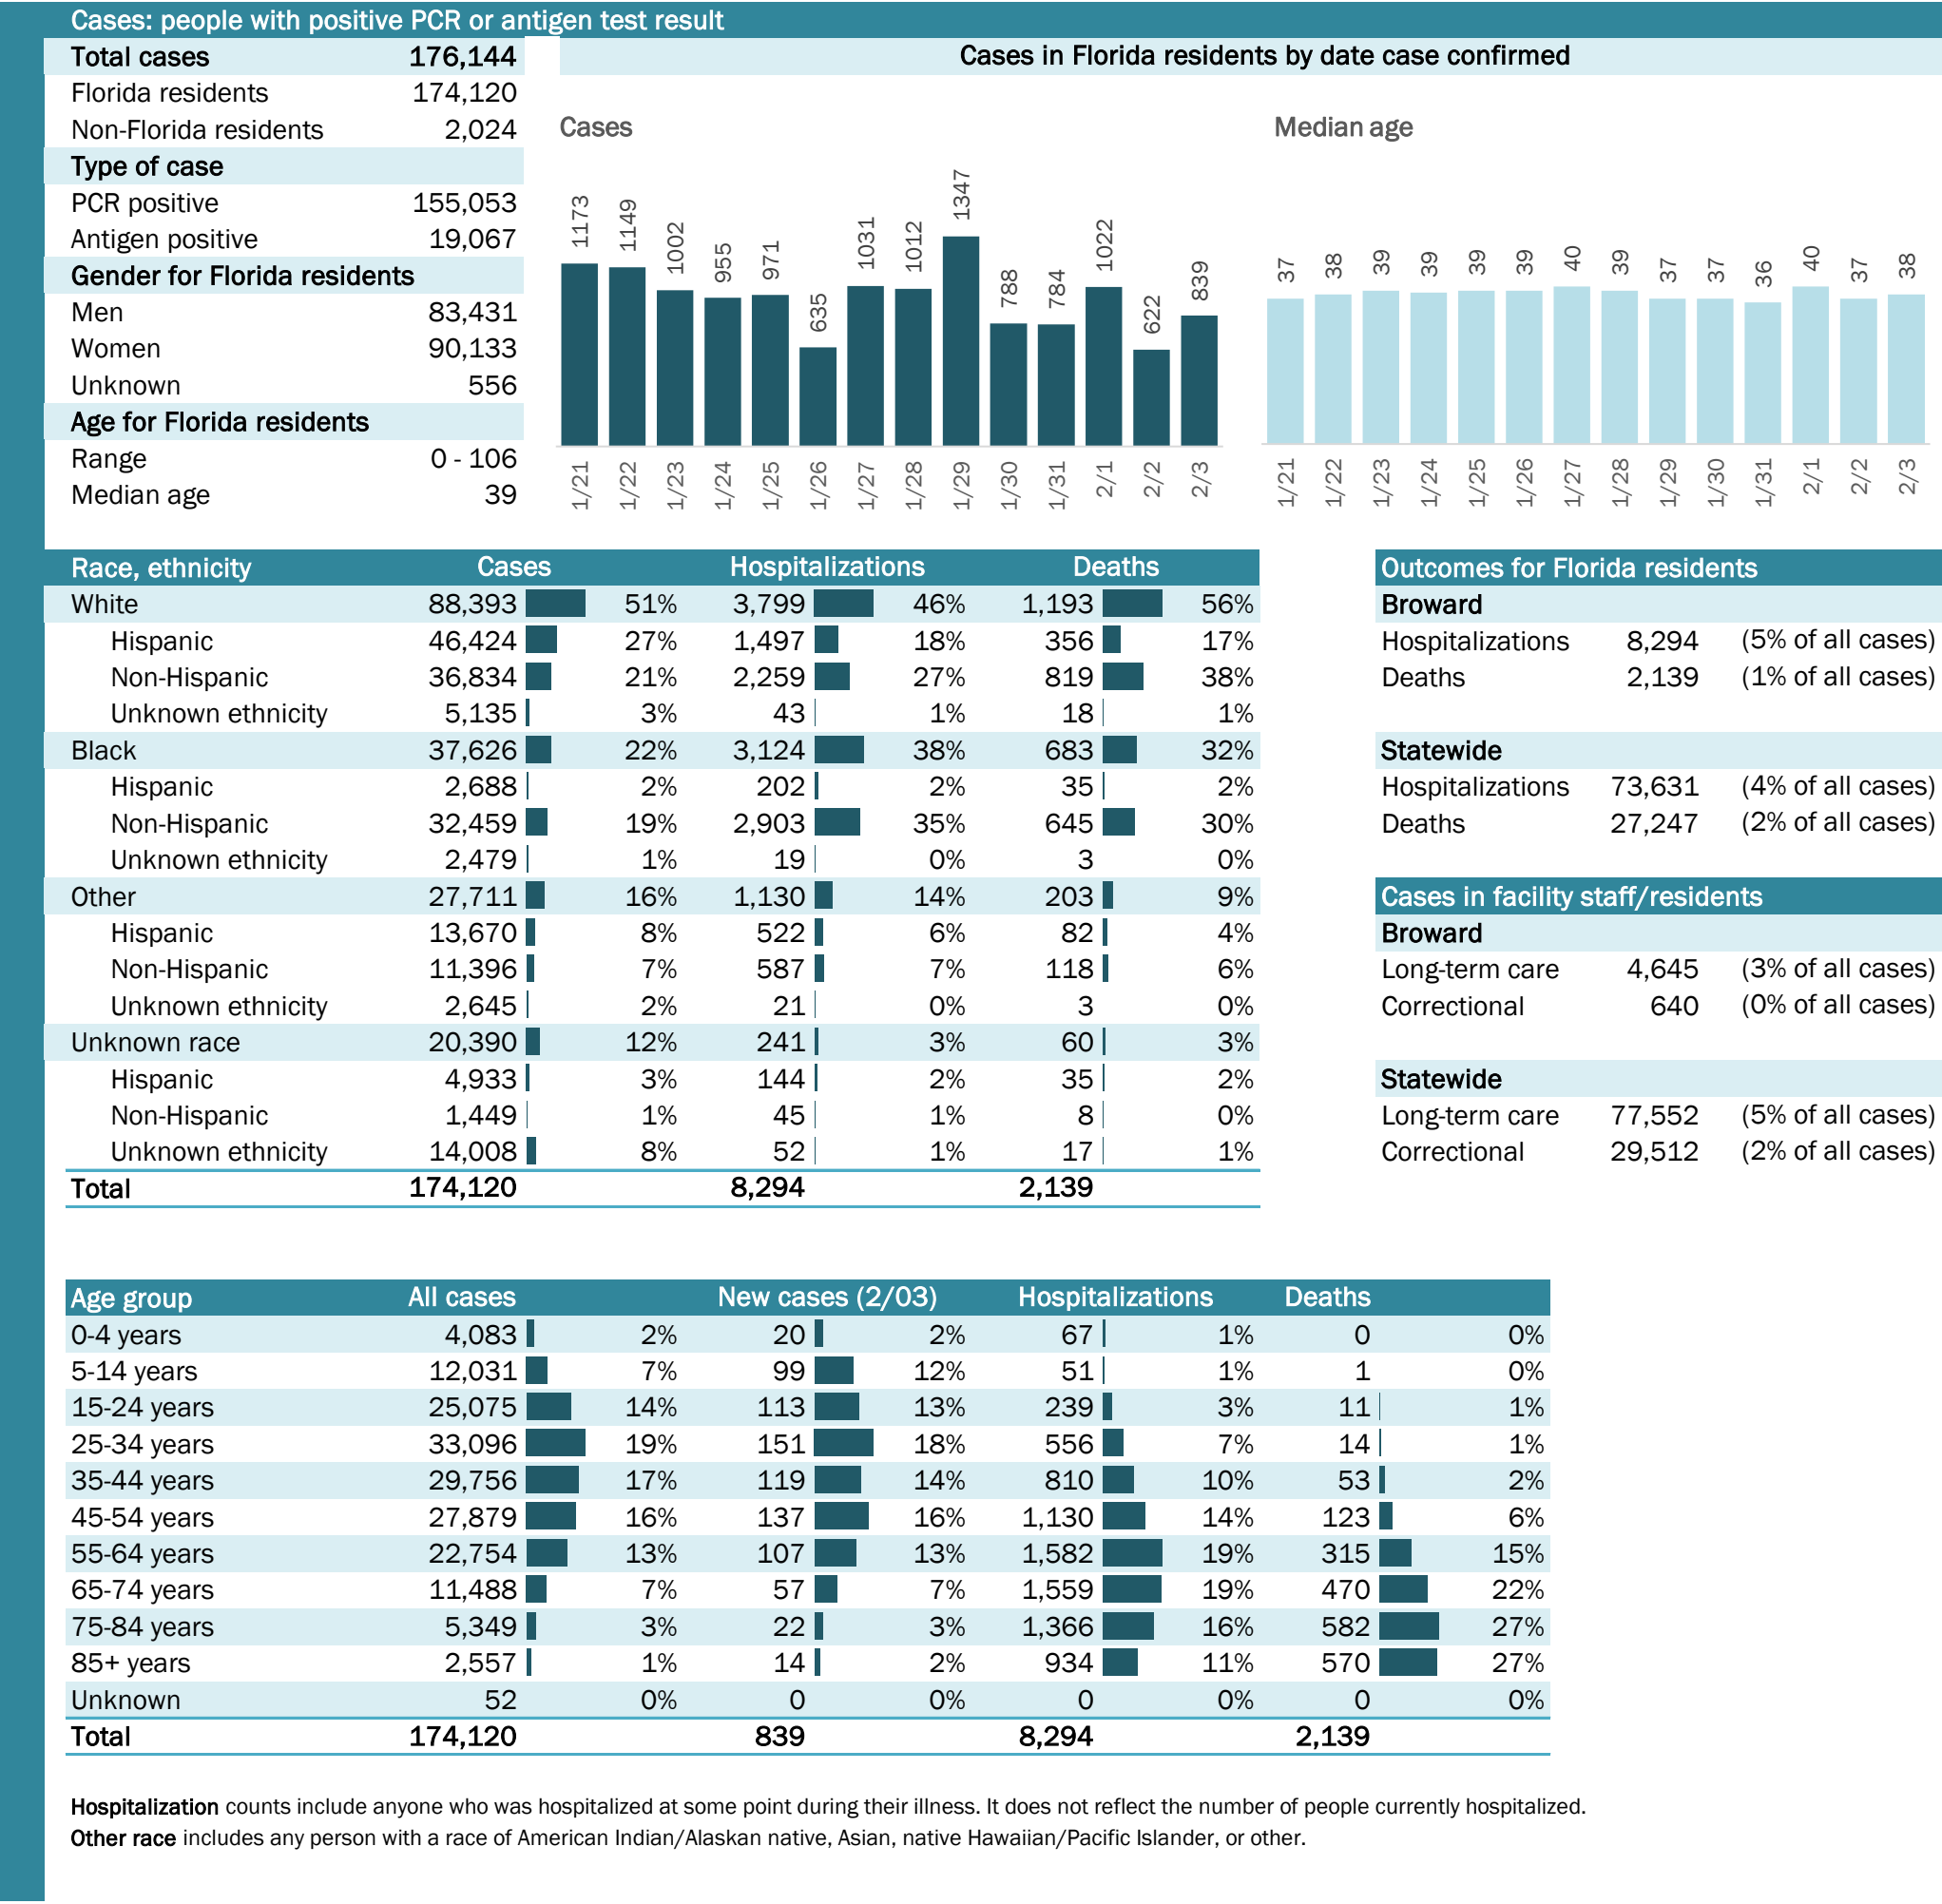 Cases: people with positive PCR or antigen test result
Total cases 176,144
Florida residents 174,120
Non-Florida residents 2,024
Type of case
PCR positive 155,053
Antigen positive 19,067
Gender for Florida residents
Men 83,431
Women 90,133
Unknown 556
Age for Florida residents
Range 0 - 106
Median age 39
Cases in Florida residents by date case confirmed
Cases
1173 1149 1002 955 971 635 1031 1012 1347 788 784 1022 622 839
1/21 1/22 1/23 1/24 1/25 1/26 1/27 1/28 1/29 1/30 1/31 2/1 2/2 2/3
Median age
37 38 39 39 39 39 40 39 37 37 36 40 37 38
1/21 1/22 1/23 1/24 1/25 1/26 1/27 1/28 1/29 1/30 1/31 2/1 2/2 2/3
Race, ethnicity Cases Hospitalizations Deaths
White 88,393 51% 3,799 46% 1,193 56%
Hispanic 46,424 27% 1,497 18% 356 17%
Non-Hispanic 36,834 21% 2,259 27% 819 38%
Unknown ethnicity 5,135 3% 43 1% 18 1%
Black 37,626 22% 3,124 38% 683 32%
Hispanic 2,688 2% 202 2% 35 2%
Non-Hispanic 32,459 19% 2,903 35% 645 30%
Unknown ethnicity 2,479 1% 19 0% 3 0%
Other 27,711 16% 1,130 14% 203 9%
Hispanic 13,670 8% 522 6% 82 4%
Non-Hispanic 11,396 7% 587 7% 118 6%
Unknown ethnicity 2,645 2% 21 0% 3 0%
Unknown race 20,390 12% 241 3% 60 3%
Hispanic 4,933 3% 144 2% 35 2%
Non-Hispanic 1,449 1% 45 1% 8 0%
Unknown ethnicity 14,008 8% 52 1% 17 1%
Total 174,120 8,294 2,139
Outcomes for Florida residents
Broward
Hospitalizations 8,294 (5% of all cases)
Deaths 2,139 (1% of all cases)
Statewide
Hospitalizations 73,631 (4% of all cases)
Deaths 27,247 (2% of all cases)
Cases in facility staff/residents
Broward
Long-term care 4,645 (3% of all cases)
Correctional 640 (0% of all cases)
Statewide
Long-term care 77,552 (5% of all cases)
Correctional 29,512 (2% of all cases)
Age group All cases New cases (2/03) Hospitalizations Deaths
0-4 years 4,083 2% 20 2% 67 1% 0 0%
5-14 years 12,031 7% 99 12% 51 1% 1 0%
15-24 years 25,075 14% 113 13% 239 3% 11 1%
25-34 years 33,096 19% 151 18% 556 7% 14 1%
35-44 years 29,756 17% 119 14% 810 10% 53 2%
45-54 years 27,879 16% 137 16% 1,130 14% 123 6%
55-64 years 22,754 13% 107 13% 1,582 19% 315 15%
65-74 years 11,488 7% 57 7% 1,559 19% 470 22%
75-84 years 5,349 3% 22 3% 1,366 16% 582 27%
85+ years 2,557 1% 14 2% 934 11% 570 27%
Unknown 52 0% 0 0% 0 0% 0 0%
Total 174,120 839 8,294 2,139
Hospitalization counts include anyone who was hospitalized at some point during their illness. It does not reflect the number of people currently hospitalized.
Other race includes any person with a race of American Indian/Alaskan native, Asian, native Hawaiian/Pacific Islander, or other.